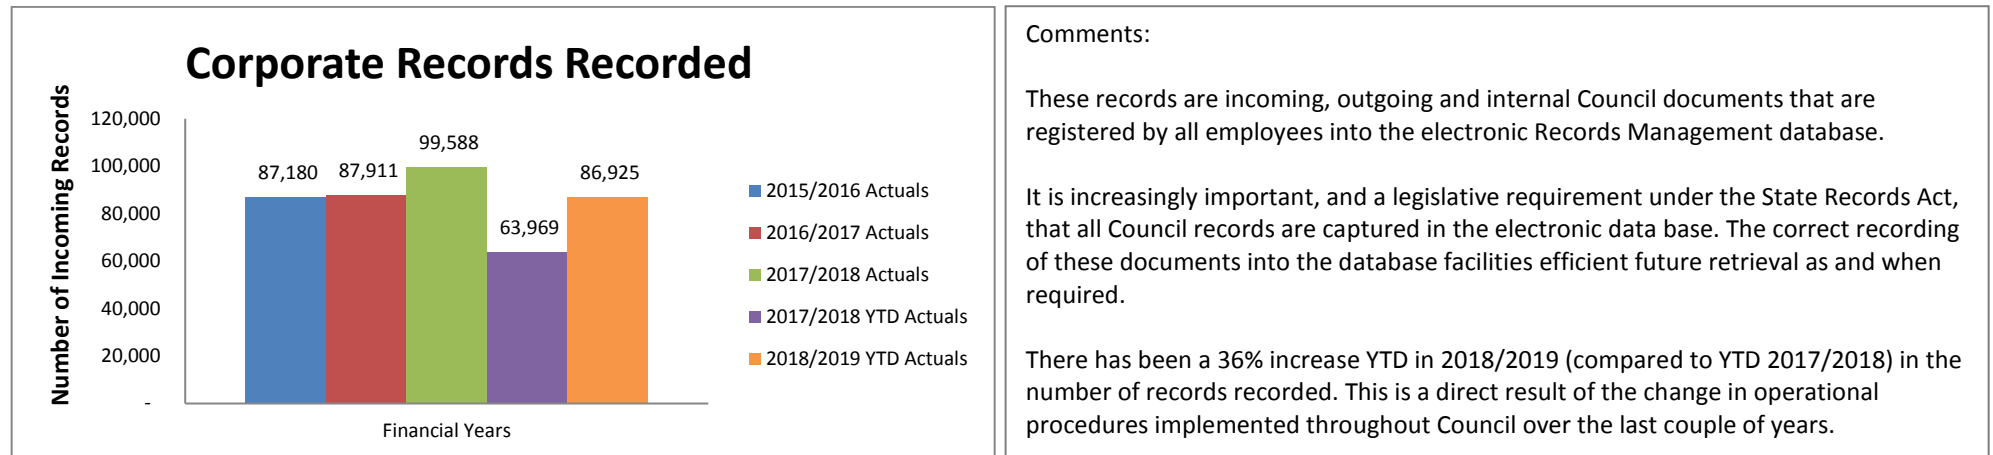 Corporate Records Recorded
Number of Incoming Records
120,000
100,000
80,000
60,000
40,000
20,000
-
87,180
87,911
99,588
63,969
86,925
Financial Years
2015/2016 Actuals
2016/2017 Actuals
2017/2018 Actuals
2017/2018 YTD Actuals
2018/2019 YTD Actuals
Comments:
These records are incoming, outgoing and internal Council documents that are
registered by all employees into the electronic Records Management database.
It is increasingly important, and a legislative requirement under the State Records Act,
that all Council records are captured in the electronic data base. The correct recording
of these documents into the database facilities efficient future retrieval as and when
required.
There has been a 36% increase YTD in 2018/2019 (compared to YTD 2017/2018) in the
number of records recorded. This is a direct result of the change in operational
procedures implemented throughout Council over the last couple of years.